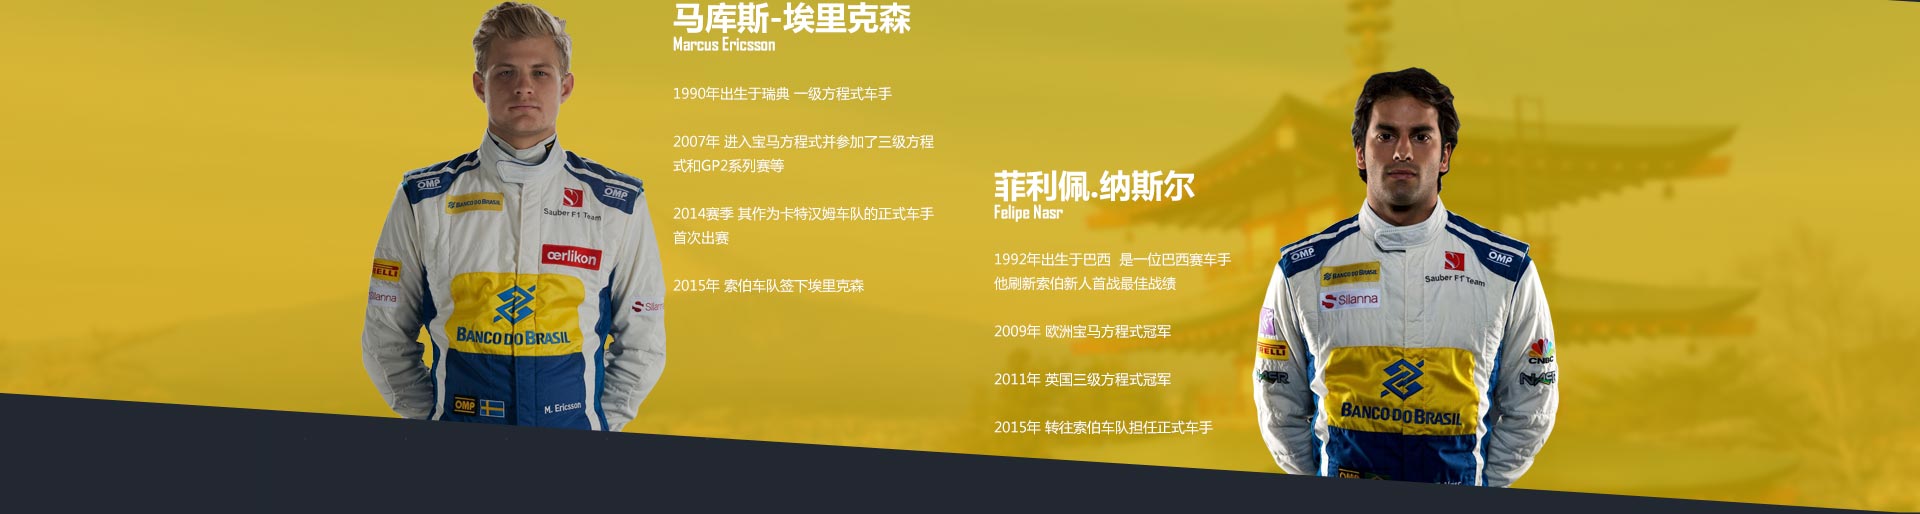 马库斯-埃里克森
Marcus Ericsson
1990年出生于瑞典 一级方程式车手
2007年 进入宝马方程式并参加了三级方程
式和GP2系列赛等
2014赛季 其作为卡特汉姆车队的正式车手
首次出赛
2015年 索伯车队签下埃里克森
OMP
OMP
BANCO DO BRASIL
Sauber F1 Team
œrlikon
IRELLI
Silanna
Silanna
BANCO DO BRASIL
OMP
M. Ericsson
菲利佩.纳斯尔
Felipe Nasr
1992年出生于巴西 是一位巴西赛车手
他刷新索伯新人首战最佳战绩
2009年 欧洲宝马方程式冠军
2011年 英国三级方程式冠军
2015年 转往索伯车队担任正式车手
OMP
OMP
BANCO DO BRASIL
Sauber F1 Team
Silanna
CNBC
BANCO DO BRASIL